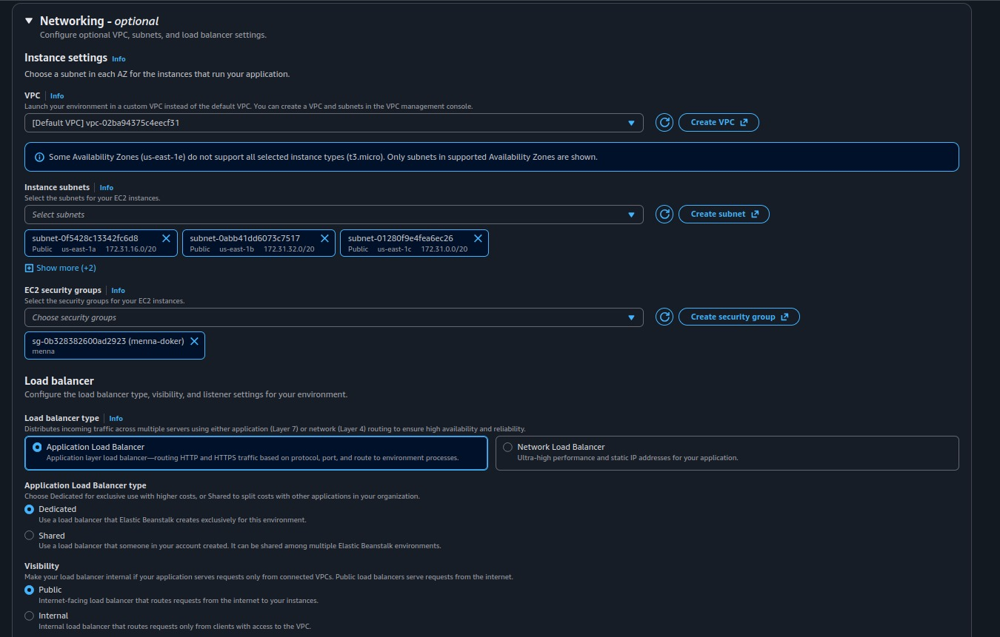 Networking - optional
Configure optional VPC, subnets, and load balancer settings.
Instance settings Info
Choose a subnet in each AZ for the instances that run your application.
VPC Info
Launch your environment in a custom VPC instead of the default VPC. You can create a VPC and subnets in the VPC management console.
[Default VPC] vpc-02ba94375c4eecf31
Create VPC
Some Availability Zones (us-east-1e) do not support all selected instance types (t3.micro). Only subnets in supported Availability Zones are shown.
Instance subnets Info
Select the subnets for your EC2 instances.
Select subnets
Create subnet
subnet-0f5428c13342fc6d8 subnet-0abb41dd6073c7517 subnet-01280f9e4fea6ec26
Public us-east-1a 172.31.16.0/20 Public us-east-1b 172.31.32.0/20 Public us-east-1c 172.31.0.0/20
Show more (+2)
EC2 security groups Info
Select the security groups for your EC2 instances.
Choose security groups
Create security group
sg-0b328382600ad2923 (menna-doker)
menna
Load balancer
Configure the load balancer type, visibility, and listener settings for your environment.
Load balancer type Info
Distributes incoming traffic across multiple servers using either application (Layer 7) or network (Layer 4) routing to ensure high availability and reliability.
Application Load Balancer
Application layer load balancer—routing HTTP and HTTPS traffic based on protocol, port, and route to environment processes.
Network Load Balancer
Ultra-high performance and static IP addresses for your application.
Application Load Balancer type
Choose Dedicated for exclusive use with higher costs, or Shared to split costs with other applications in your organization.
Dedicated
Use a load balancer that Elastic Beanstalk creates exclusively for this environment.
Shared
Use a load balancer that someone in your account created. It can be shared among multiple Elastic Beanstalk environments.
Visibility
Make your load balancer internal if your application serves requests only from connected VPCs. Public load balancers serve requests from the internet.
Public
Internet-facing load balancer that routes requests from the internet to your instances.
Internal
Internal load balancer that routes requests only from clients with access to the VPC.